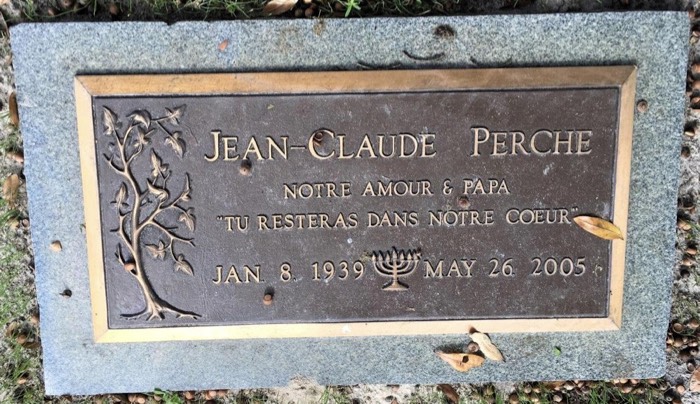 JEAN-CLAUDE PERCHE
NOTRE AMOUR & PAPA
"TU RESTERAS DANS NOTRE COEUR"
JAN. 8. 1939 MAY 26 2005